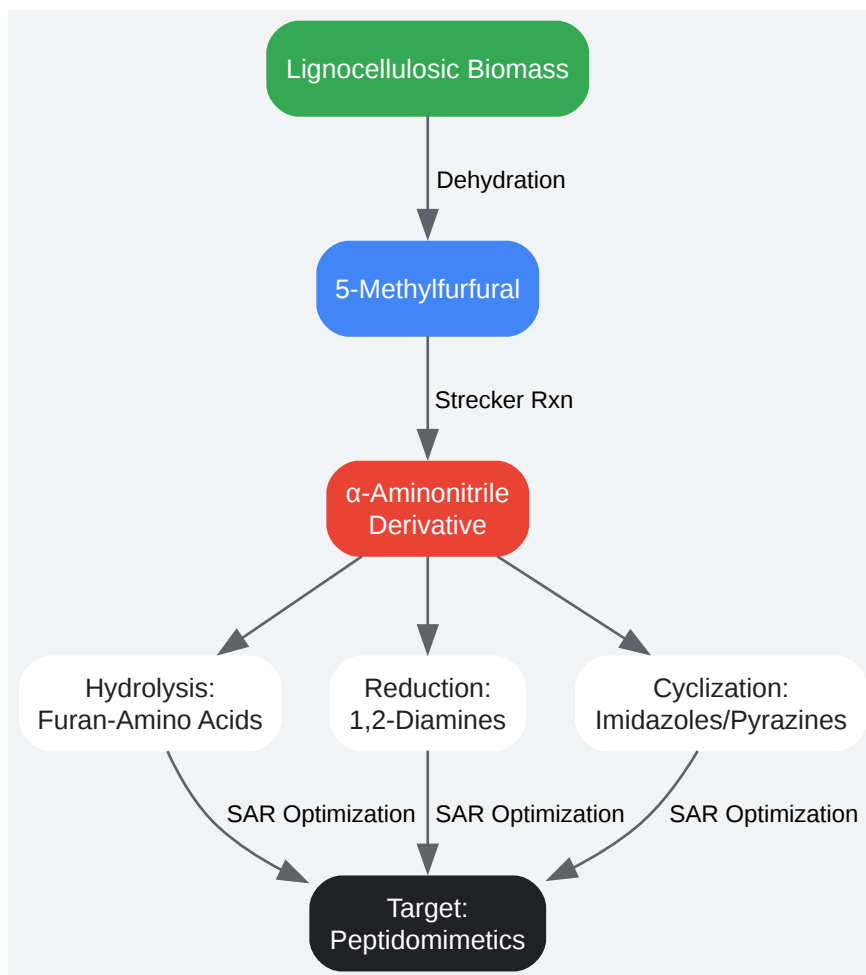 Lignocellulosic Biomass
Dehydration
5-Methylfurfural
Strecker Rxn
α-Aminonitrile
Derivative
Hydrolysis:
Furan-Amino Acids
Reduction:
1,2-Diamines
Cyclization:
Imidazoles/Pyrazines
SAR Optimization
SAR Optimization
SAR Optimization
Target:
Peptidomimetics